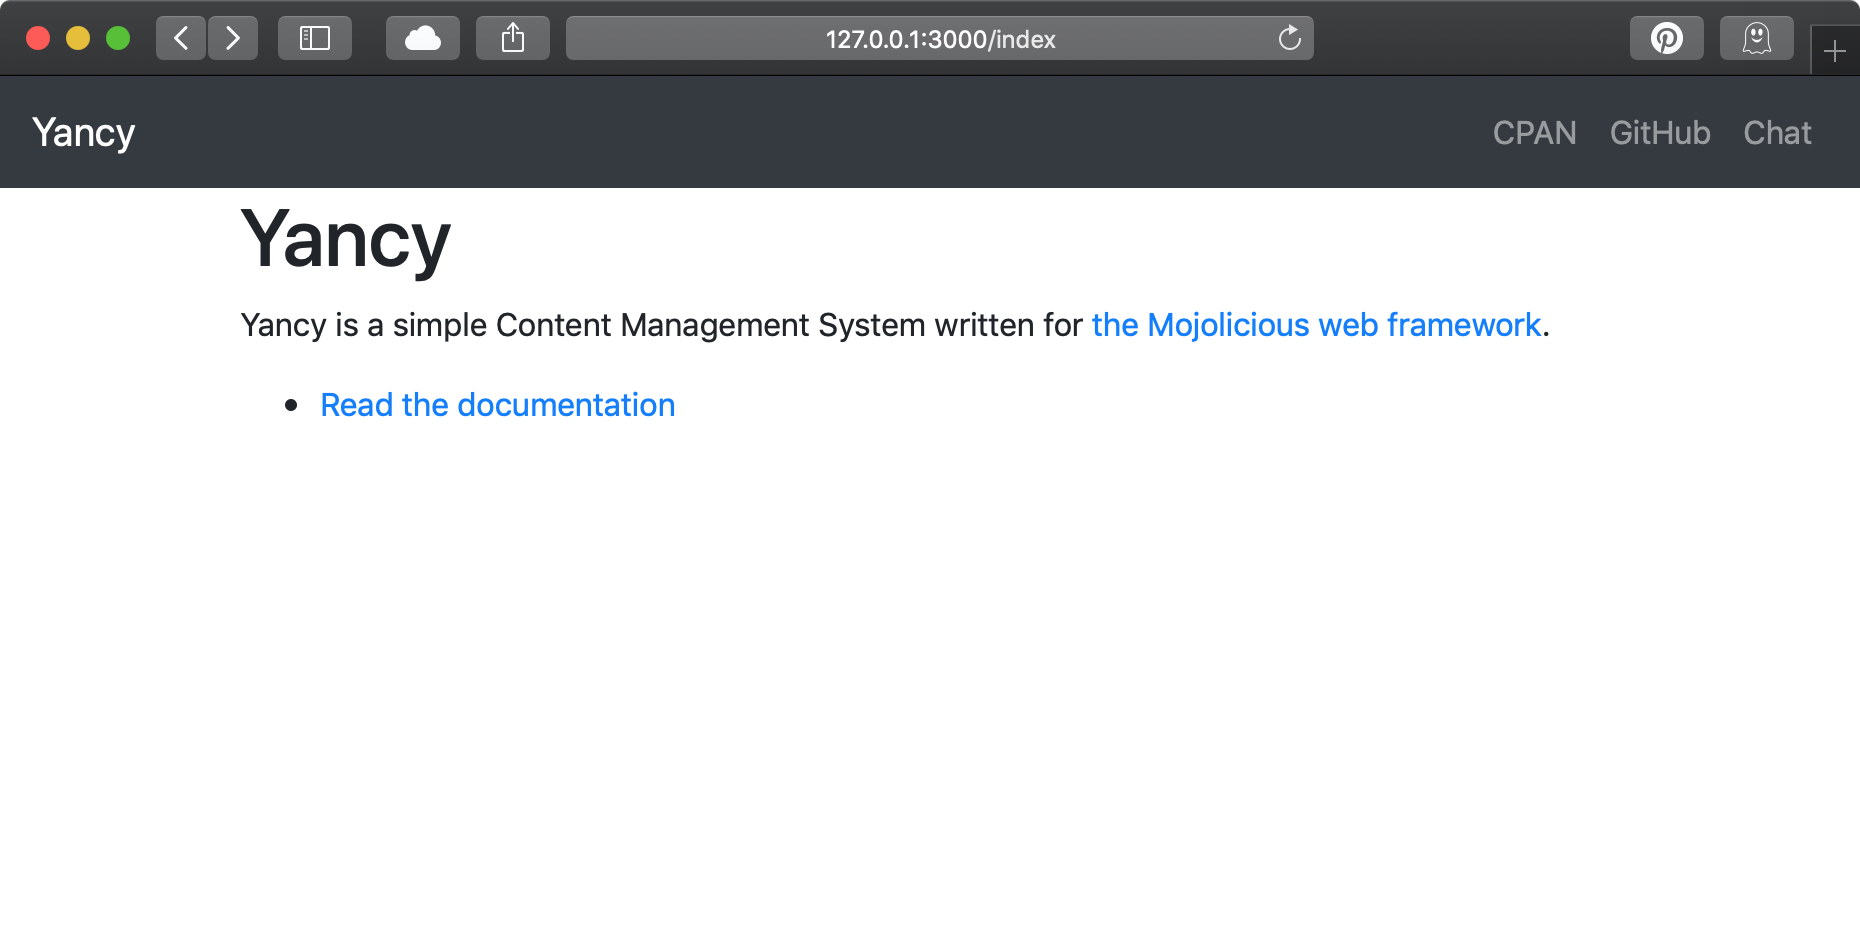 127.0.0.1:3000/index
Yancy CPAN GitHub Chat
Yancy
Yancy is a simple Content Management System written for the Mojolicious web framework.
• Read the documentation